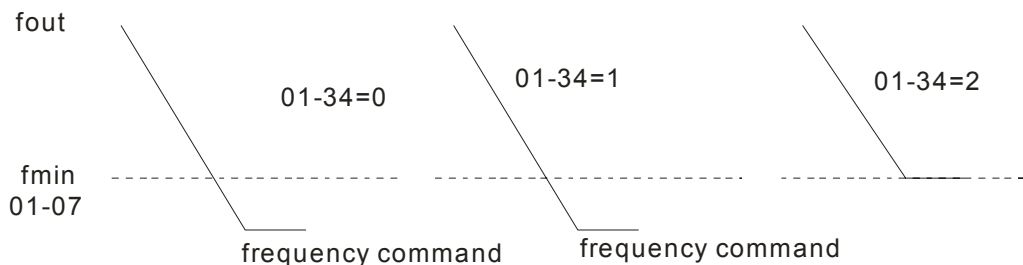 fout
01-34=0
01-34=1
01-34=2
fmin
01-07
frequency command
frequency command